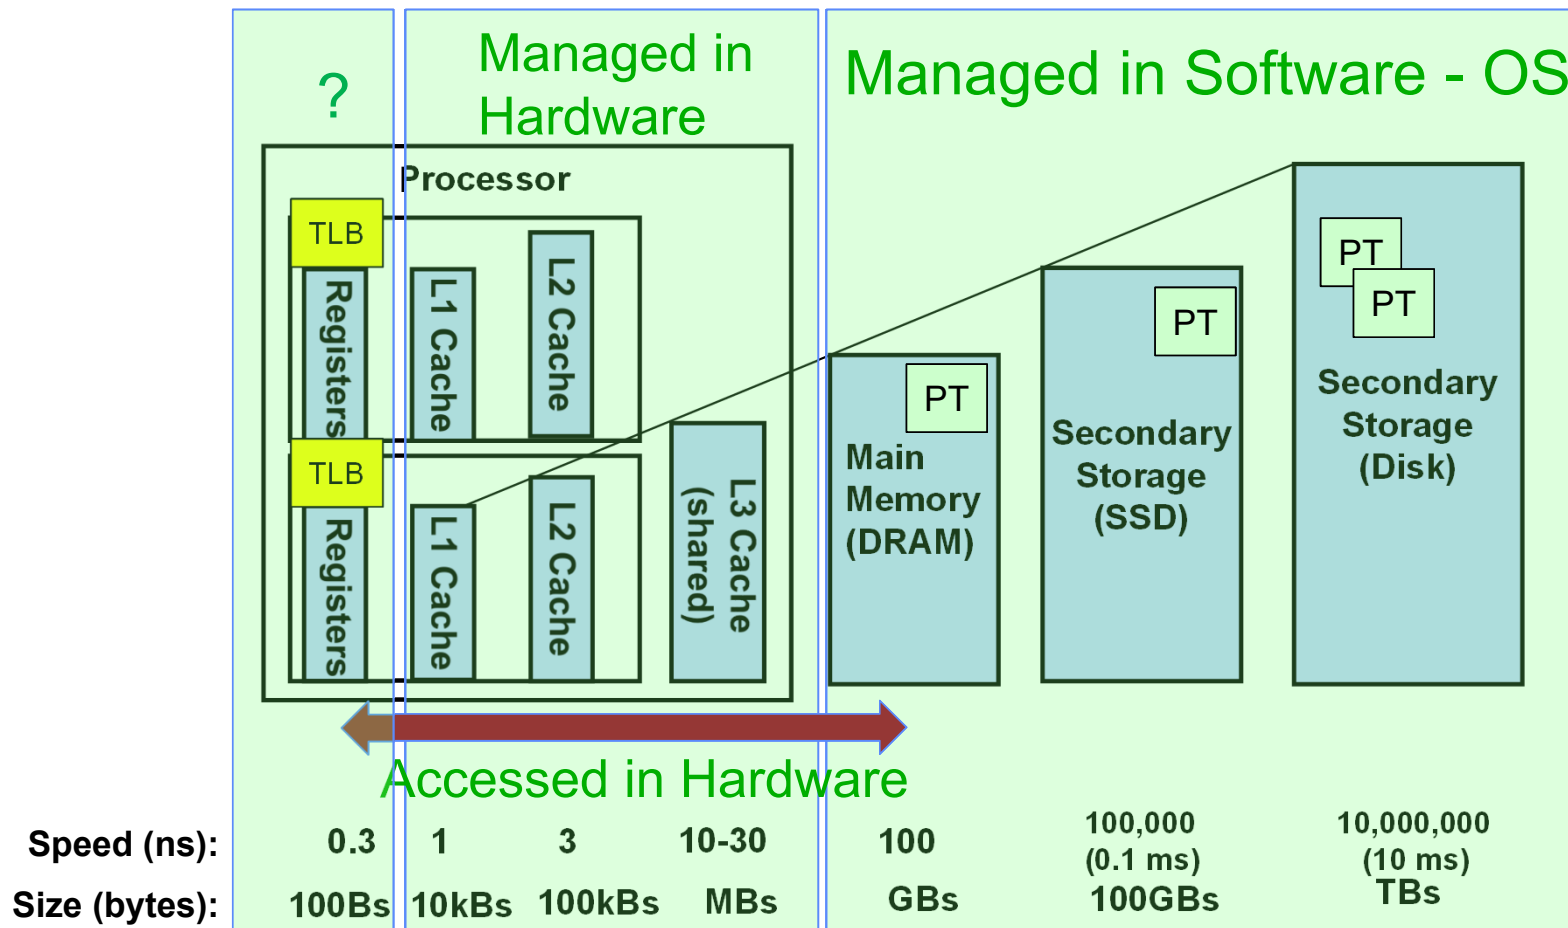 ?
Managed in
Hardware
Managed in Software - OS
Processor
TLB
Registers
L1 Cache
L2 Cache
TLB
Registers
L1 Cache
L2 Cache
L3 Cache
(shared)
PT
Main
Memory
(DRAM)
PT
Secondary
Storage
(SSD)
PT
PT
Secondary
Storage
(Disk)
Accessed in Hardware
Speed (ns): 0.3 1 3 10-30 100 100,000 (0.1 ms) 10,000,000 (10 ms)
Size (bytes): 100Bs 10kBs 100kBs MBs GBs 100GBs TBs